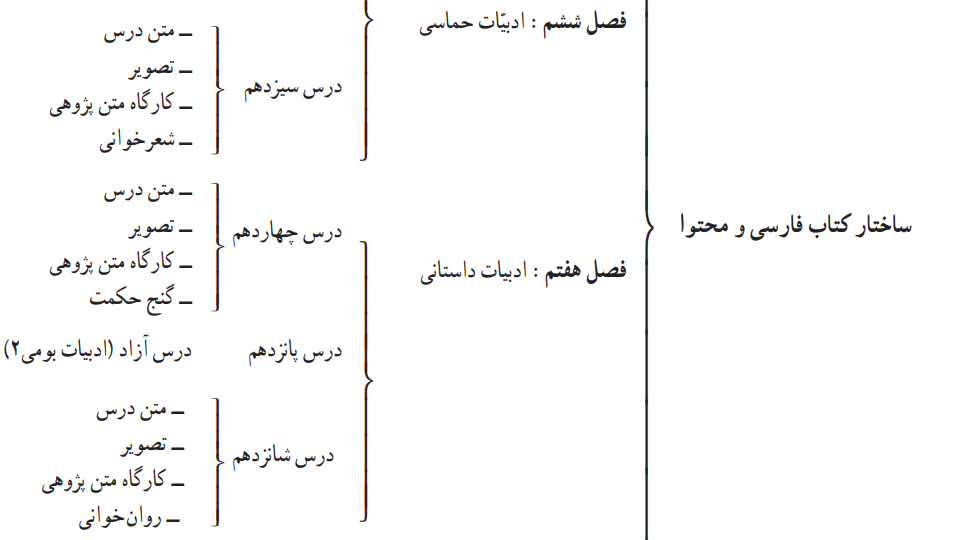 ساختار کتاب فارسی و محتوا
فصل ششم : ادبیّات حماسی
درس سیزدهم
ـ متن درس
ـ تصویر
ـ کارگاه متن پژوهی
ـ شعرخوانی
فصل هفتم : ادبیات داستانی
درس چهاردهم
ـ متن درس
ـ تصویر
ـ کارگاه متن پژوهی
ـ گنج حکمت
درس پانزدهم
درس آزاد (ادبیات بومی۲)
درس شانزدهم
ـ متن درس
ـ تصویر
ـ کارگاه متن پژوهی
ـ روان‌خوانی